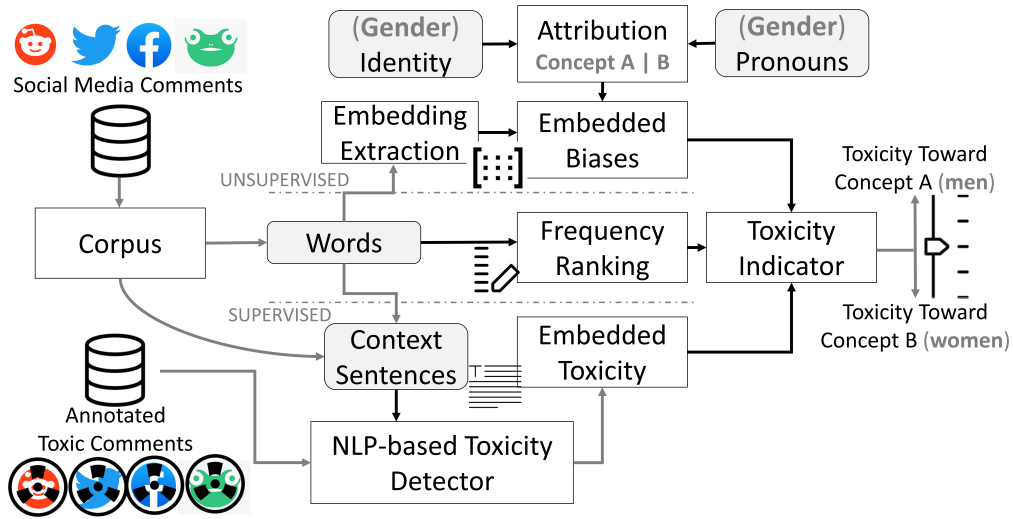 Social Media Comments
(Gender)
Identity
Attribution
Concept A | B
(Gender)
Pronouns
Embedding
Extraction
Embedded
Biases
UNSUPERVISED
Corpus
Words
Frequency
Ranking
Toxicity
Indicator
Toxicity Toward
Concept A (men)
Toxicity Toward
Concept B (women)
SUPERVISED
Context
Sentences
Embedded
Toxicity
Annotated
Toxic Comments
NLP-based Toxicity
Detector